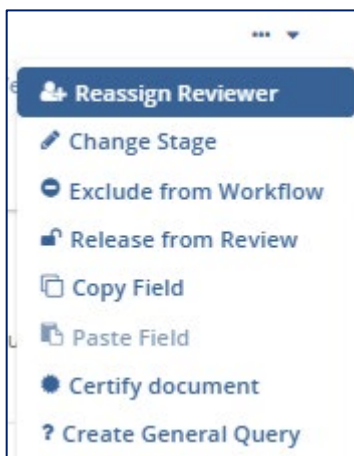 Reassign Reviewer
Change Stage
Exclude from Workflow
Release from Review
Copy Field
Paste Field
Certify document
? Create General Query